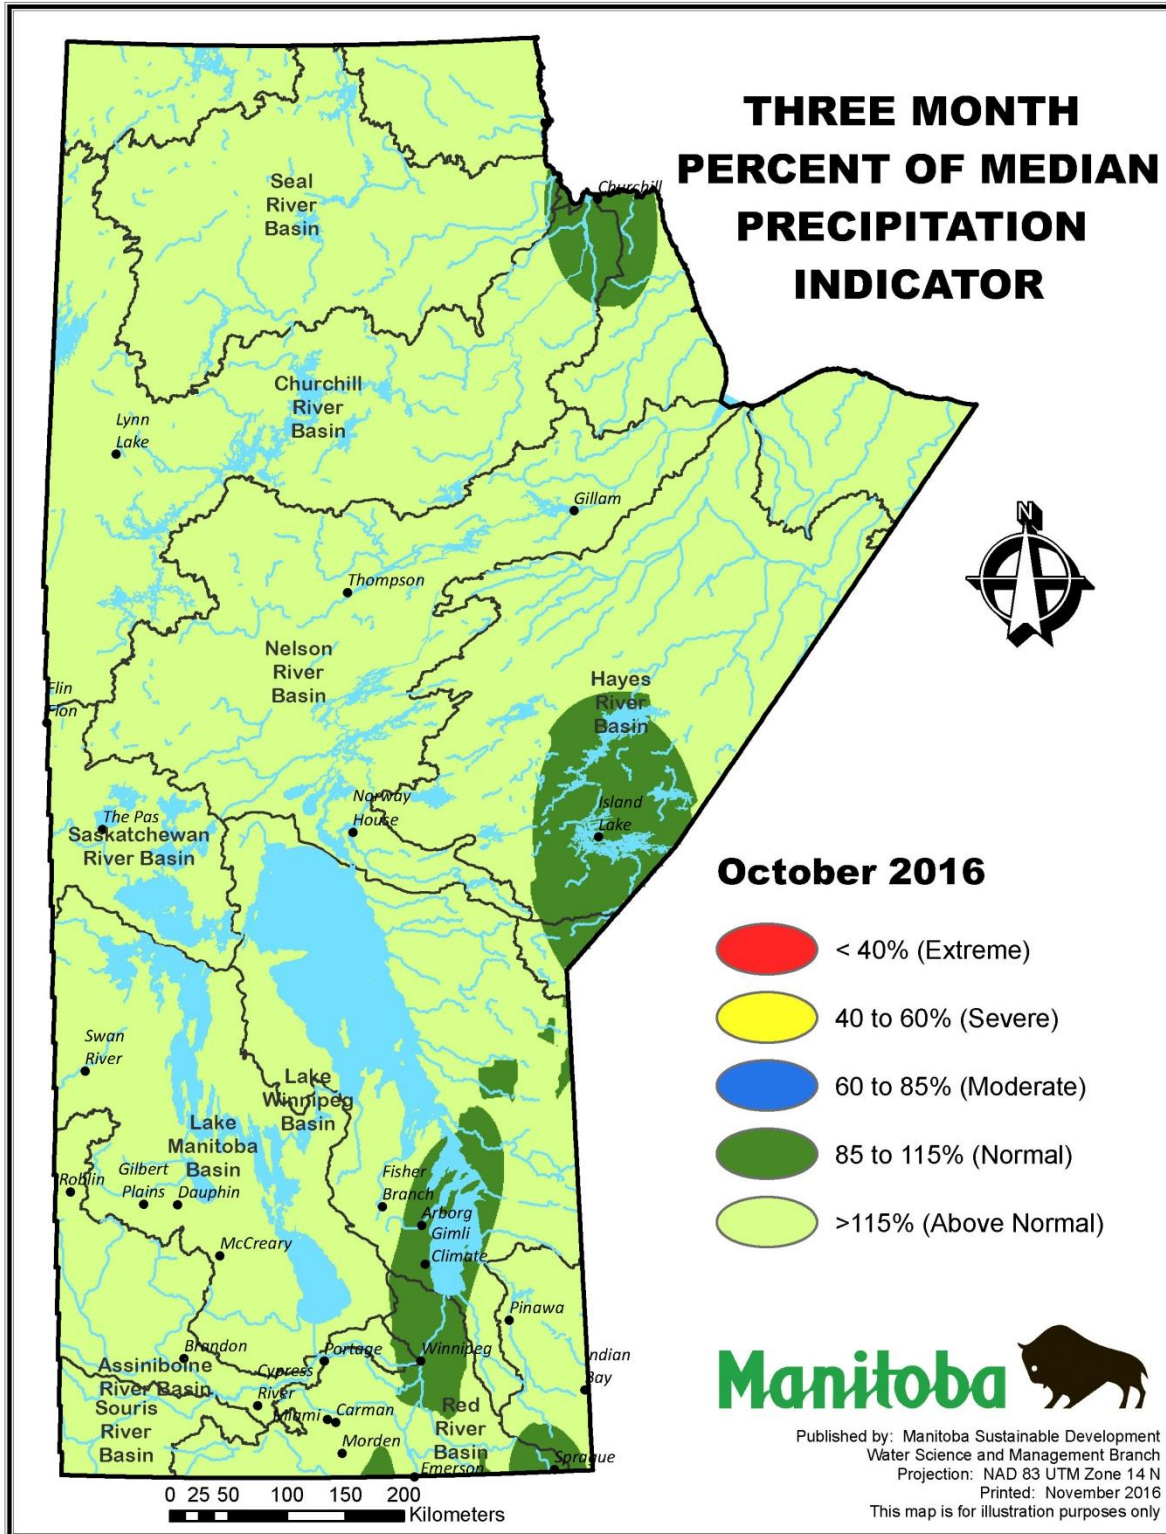 THREE MONTH
PERCENT OF MEDIAN
PRECIPITATION
INDICATOR
Churchill
Seal
River
Basin
Churchill
River
Basin
Lynn
Lake
Gillam
N
Thompson
Nelson
River
Basin
Hayes
River
Basin
Flin
Flon
Norway
House
Island
Lake
The Pas
Saskatchewan
River Basin
October 2016
< 40% (Extreme)
40 to 60% (Severe)
60 to 85% (Moderate)
85 to 115% (Normal)
>115% (Above Normal)
Swan
River
Lake
Winnipeg
Basin
Lake
Manitoba
Basin
Fisher
Branch
Roblin
Gilbert
Plains
Dauphin
Arborg
Gimli
Climate
McCreary
Pinawa
Brandon
Portage
Winnipeg
Indian
Bay
Assiniboine
River Basin
Cypress
River
Souris
River
Basin
Miami
Carman
Red
River
Basin
Morden
Emerson
Sprague
0 25 50 100 150 200
Kilometers
Manitoba
Published by: Manitoba Sustainable Development
Water Science and Management Branch
Projection: NAD 83 UTM Zone 14 N
Printed: November 2016
This map is for illustration purposes only